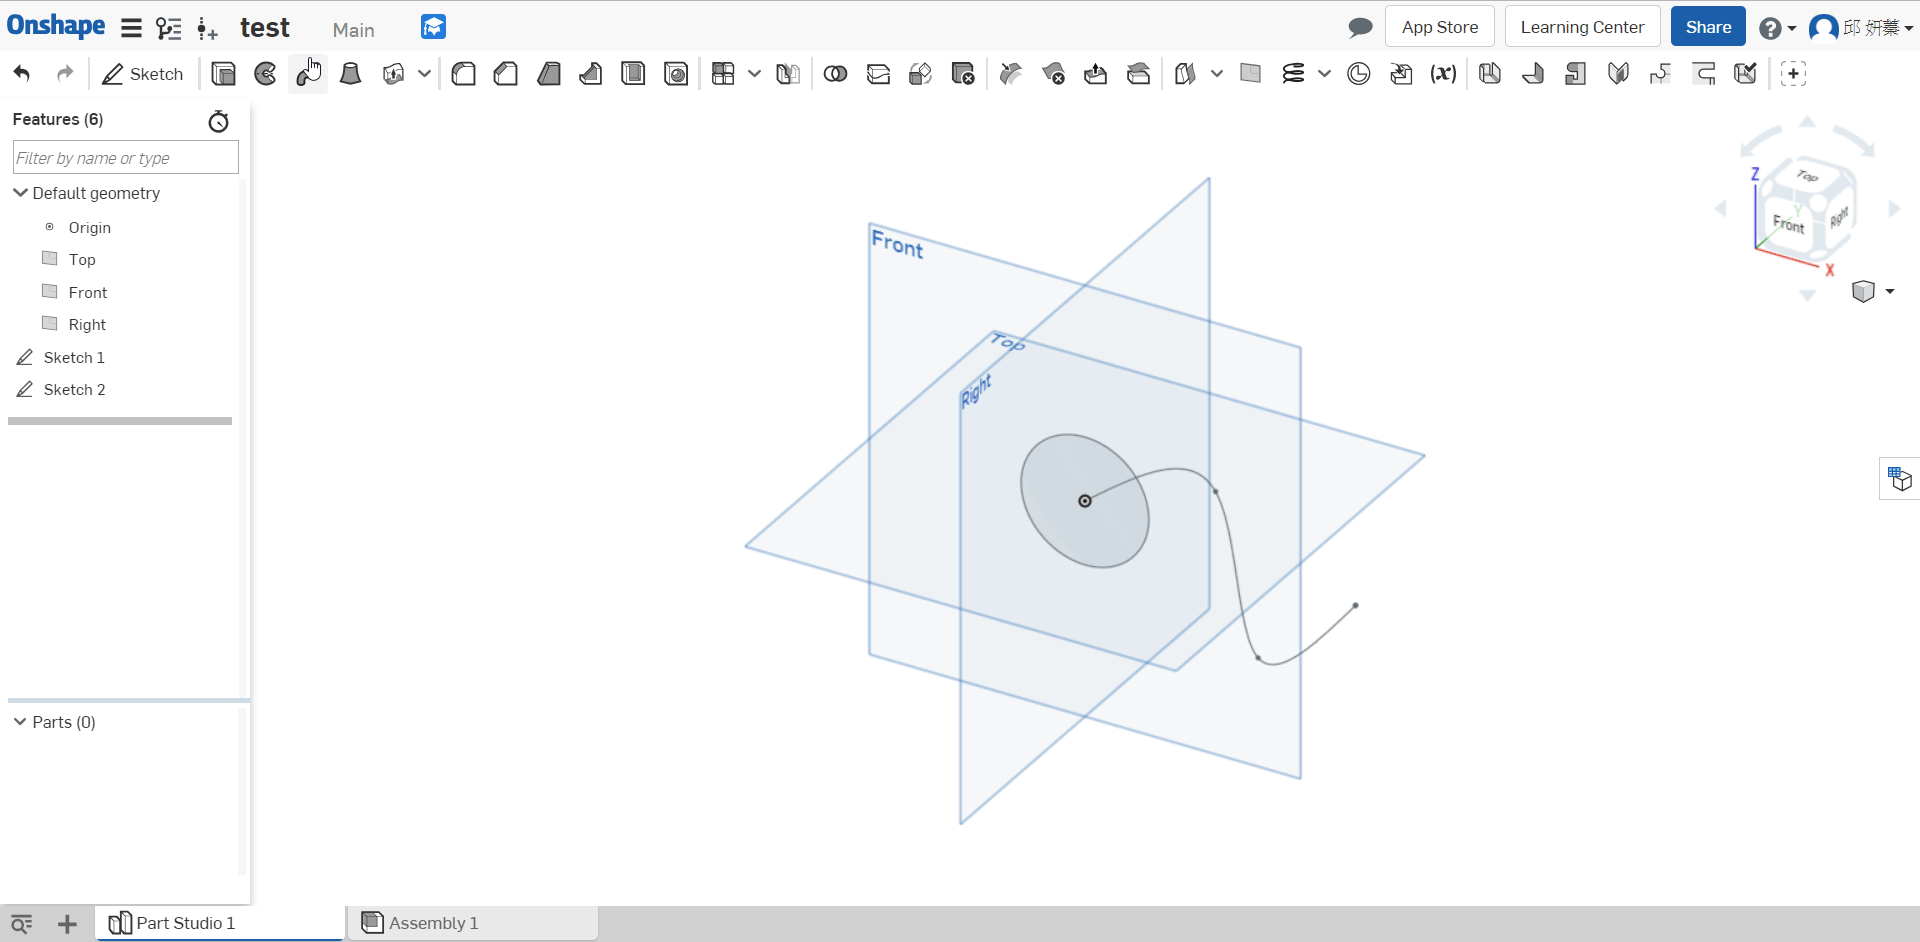 Onshape test Main App Store Learning Center Share 邱 妍蓁
Sketch (x)
Features (6)
Filter by name or type
Default geometry
Origin
Top
Front
Right
Sketch 1
Sketch 2
Parts (0)
Front
Top
Right
Z
Top
Y
Front
Right
X
Part Studio 1
Assembly 1